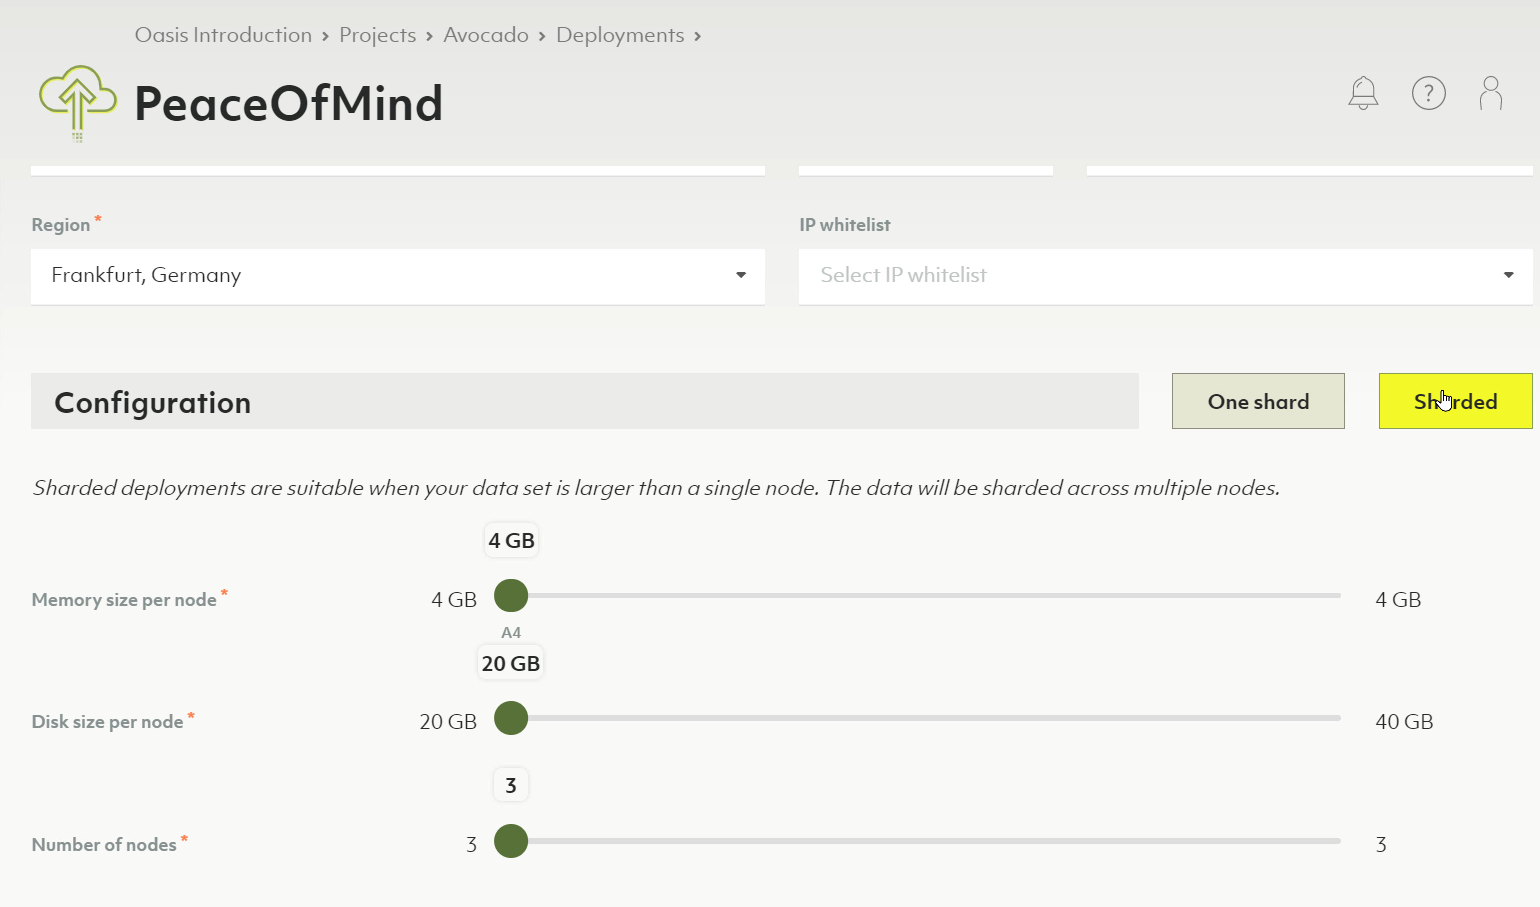 Oasis Introduction > Projects > Avocado > Deployments >
PeaceOfMind
?
Region *
IP whitelist
Frankfurt, Germany
Select IP whitelist
Configuration
One shard
Sharded
Sharded deployments are suitable when your data set is larger than a single node. The data will be sharded across multiple nodes.
4 GB
Memory size per node *
4 GB
4 GB
A4
20 GB
Disk size per node *
20 GB
40 GB
3
Number of nodes *
3
3